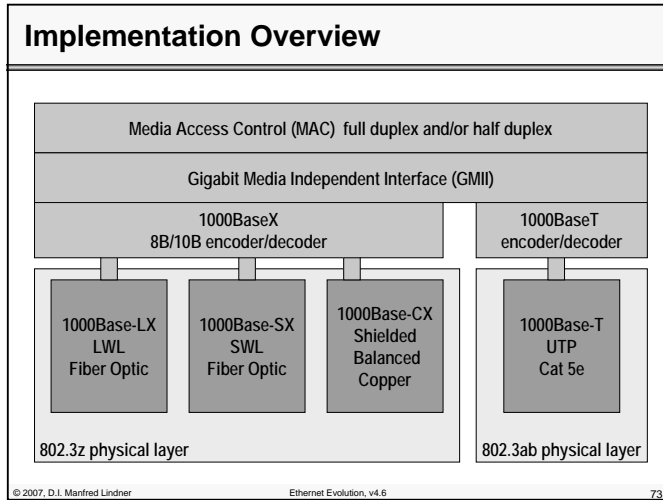 Implementation Overview
Media Access Control (MAC) full duplex and/or half duplex
Gigabit Media Independent Interface (GMII)
1000BaseX
8B/10B encoder/decoder
1000BaseT
encoder/decoder
1000Base-LX
LWL
Fiber Optic
1000Base-SX
SWL
Fiber Optic
1000Base-CX
Shielded
Balanced
Copper
1000Base-T
UTP
Cat 5e
802.3z physical layer
802.3ab physical layer
© 2007, D.I. Manfred Lindner
Ethernet Evolution, v4.6
73